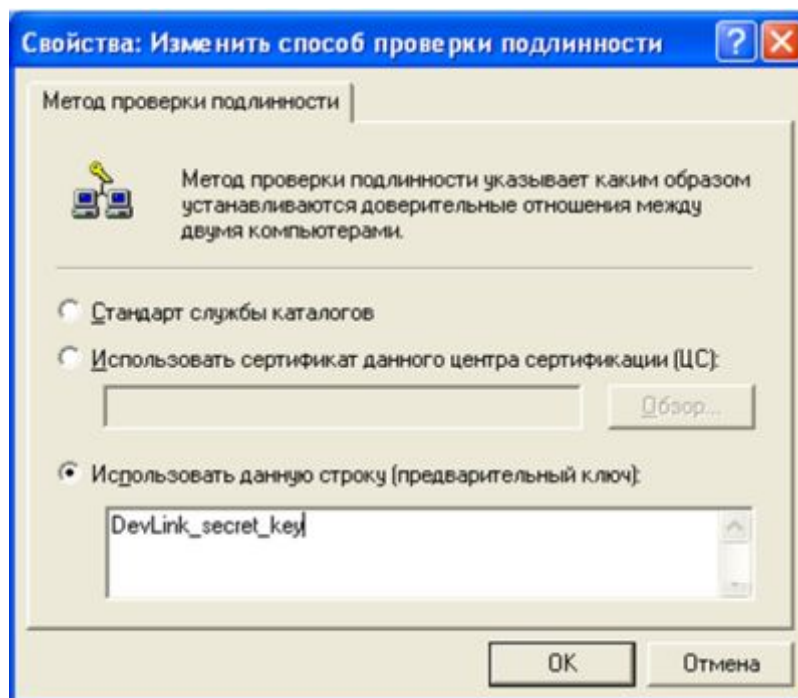 Свойства: Изменить способ проверки подлинности
Метод проверки подлинности
Метод проверки подлинности указывает каким образом
устанавливаются доверительные отношения между
двумя компьютерами.
Стандарт службы каталогов
Использовать сертификат данного центра сертификации (ЦС):
Обзор...
Использовать данную строку (предварительный ключ):
DevLink_secret_key
OK
Отмена